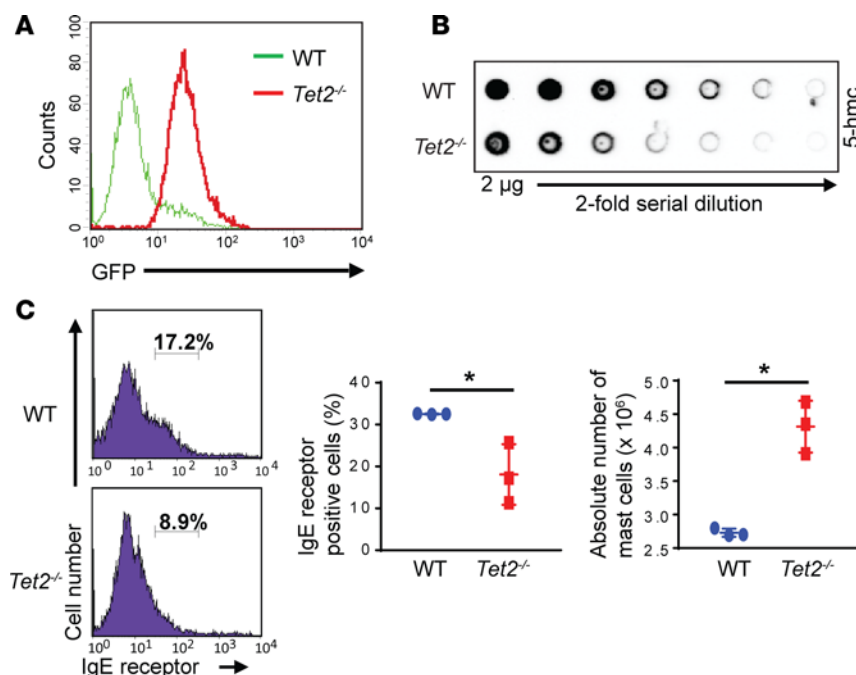 A
100
80
60
40
10
0
Counts
WT
Tet2-/-
10⁰
10¹
10²
10³
10⁴
GFP
B
WT
Tet2-/-
5-hmc
2 µg
2-fold serial dilution
C
WT
17.2%
10⁰ 10¹ 10² 10³ 10⁴
Tet2-/-
Cell number
8.9%
10⁰ 10¹ 10² 10³ 10⁴
IgE receptor
IgE receptor
positive cells (%)
40
30
20
10
0
*
WT Tet2-/-
Absolute number of
mast cells (x 10⁶)
5.0
4.5
4.0
3.5
3.0
2.5
*
WT Tet2-/-